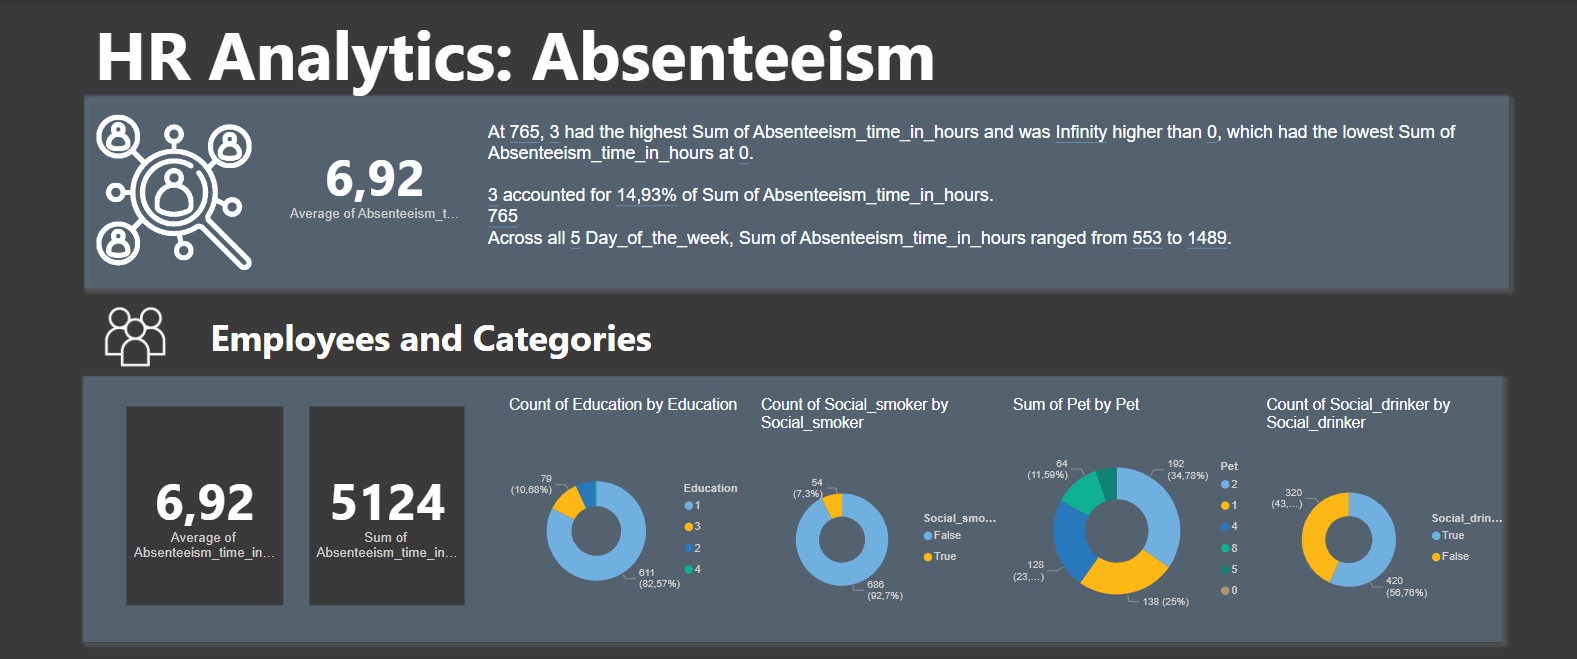 HR Analytics: Absenteeism
6,92
Average of Absenteeism_t...
At 765, 3 had the highest Sum of Absenteeism_time_in_hours and was Infinity higher than 0, which had the lowest Sum of
Absenteeism_time_in_hours at 0.
3 accounted for 14,93% of Sum of Absenteeism_time_in_hours.
765
Across all 5 Day_of_the_week, Sum of Absenteeism_time_in_hours ranged from 553 to 1489.
Employees and Categories
6,92
Average of
Absenteeism_time_in...
5124
Sum of
Absenteeism_time_in...
Count of Education by Education
79
(10,68%)
611
(82,57%)
Education
1
3
2
4
Count of Social_smoker by
Social_smoker
54
(7,3%)
686
(92,7%)
Social_smo...
False
True
Sum of Pet by Pet
64
(11,59%)
192
(34,78%)
128
(23,...)
138 (25%)
Pet
2
1
4
8
5
0
Count of Social_drinker by
Social_drinker
320
(43,...)
420
(56,76%)
Social_drin...
True
False